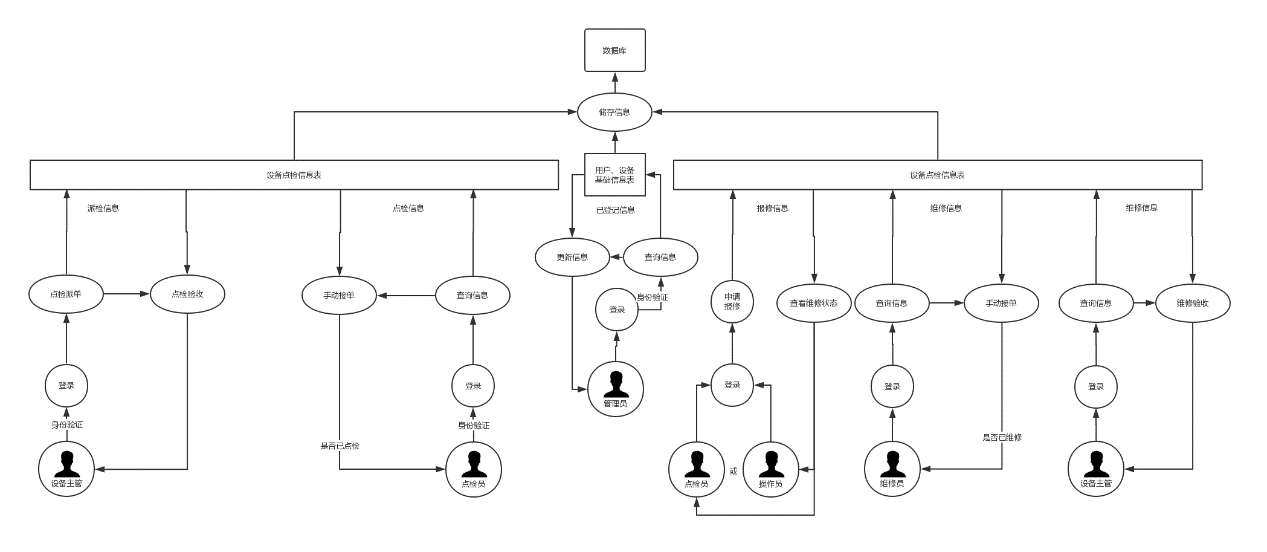 数据库
储存信息
设备点检信息表
用户、设备
基础信息表
设备点检信息表
派检信息
点检信息
已登记信息
报修信息
维修信息
维修信息
更新信息
查询信息
点检派单
点检验收
手动接单
查询信息
身份验证
登录
申请
报修
查看维修状态
查询信息
手动接单
查询信息
维修验收
登录
登录
登录
登录
登录
管理员
身份验证
身份验证
是否已点检
是否已维修
设备主管
点检员
点检员
或
操作员
维修员
设备主管